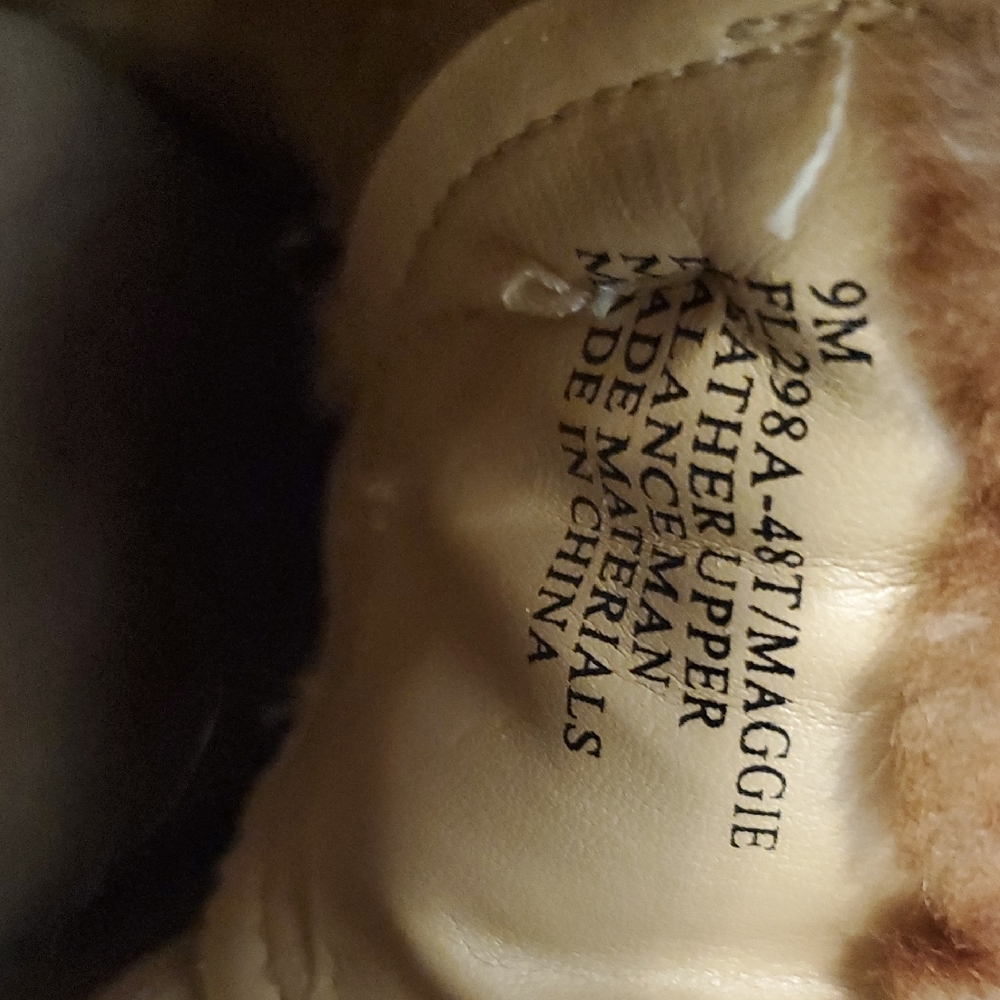 9M
FL298A-48T/MAGGIE
LEATHER UPPER
BALANCE MAN
MADE MATERIALS
MADE IN CHINA